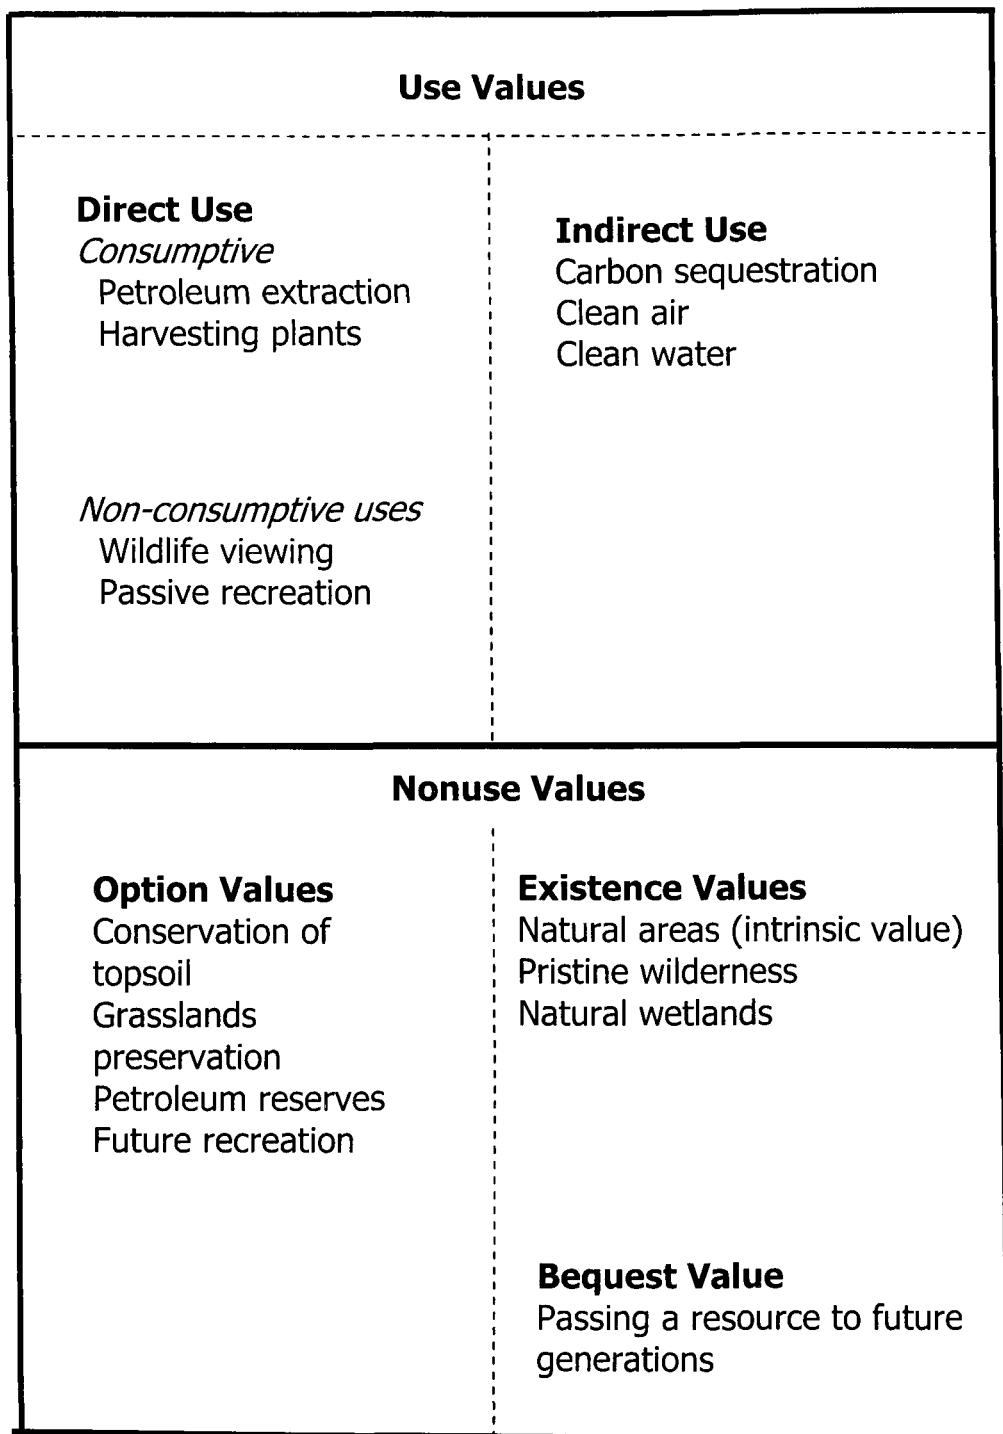 Use Values
Direct Use
Consumptive
Petroleum extraction
Harvesting plants
Non-consumptive uses
Wildlife viewing
Passive recreation
Indirect Use
Carbon sequestration
Clean air
Clean water
Nonuse Values
Option Values
Conservation of
topsoil
Grasslands
preservation
Petroleum reserves
Future recreation
Existence Values
Natural areas (intrinsic value)
Pristine wilderness
Natural wetlands
Bequest Value
Passing a resource to future
generations